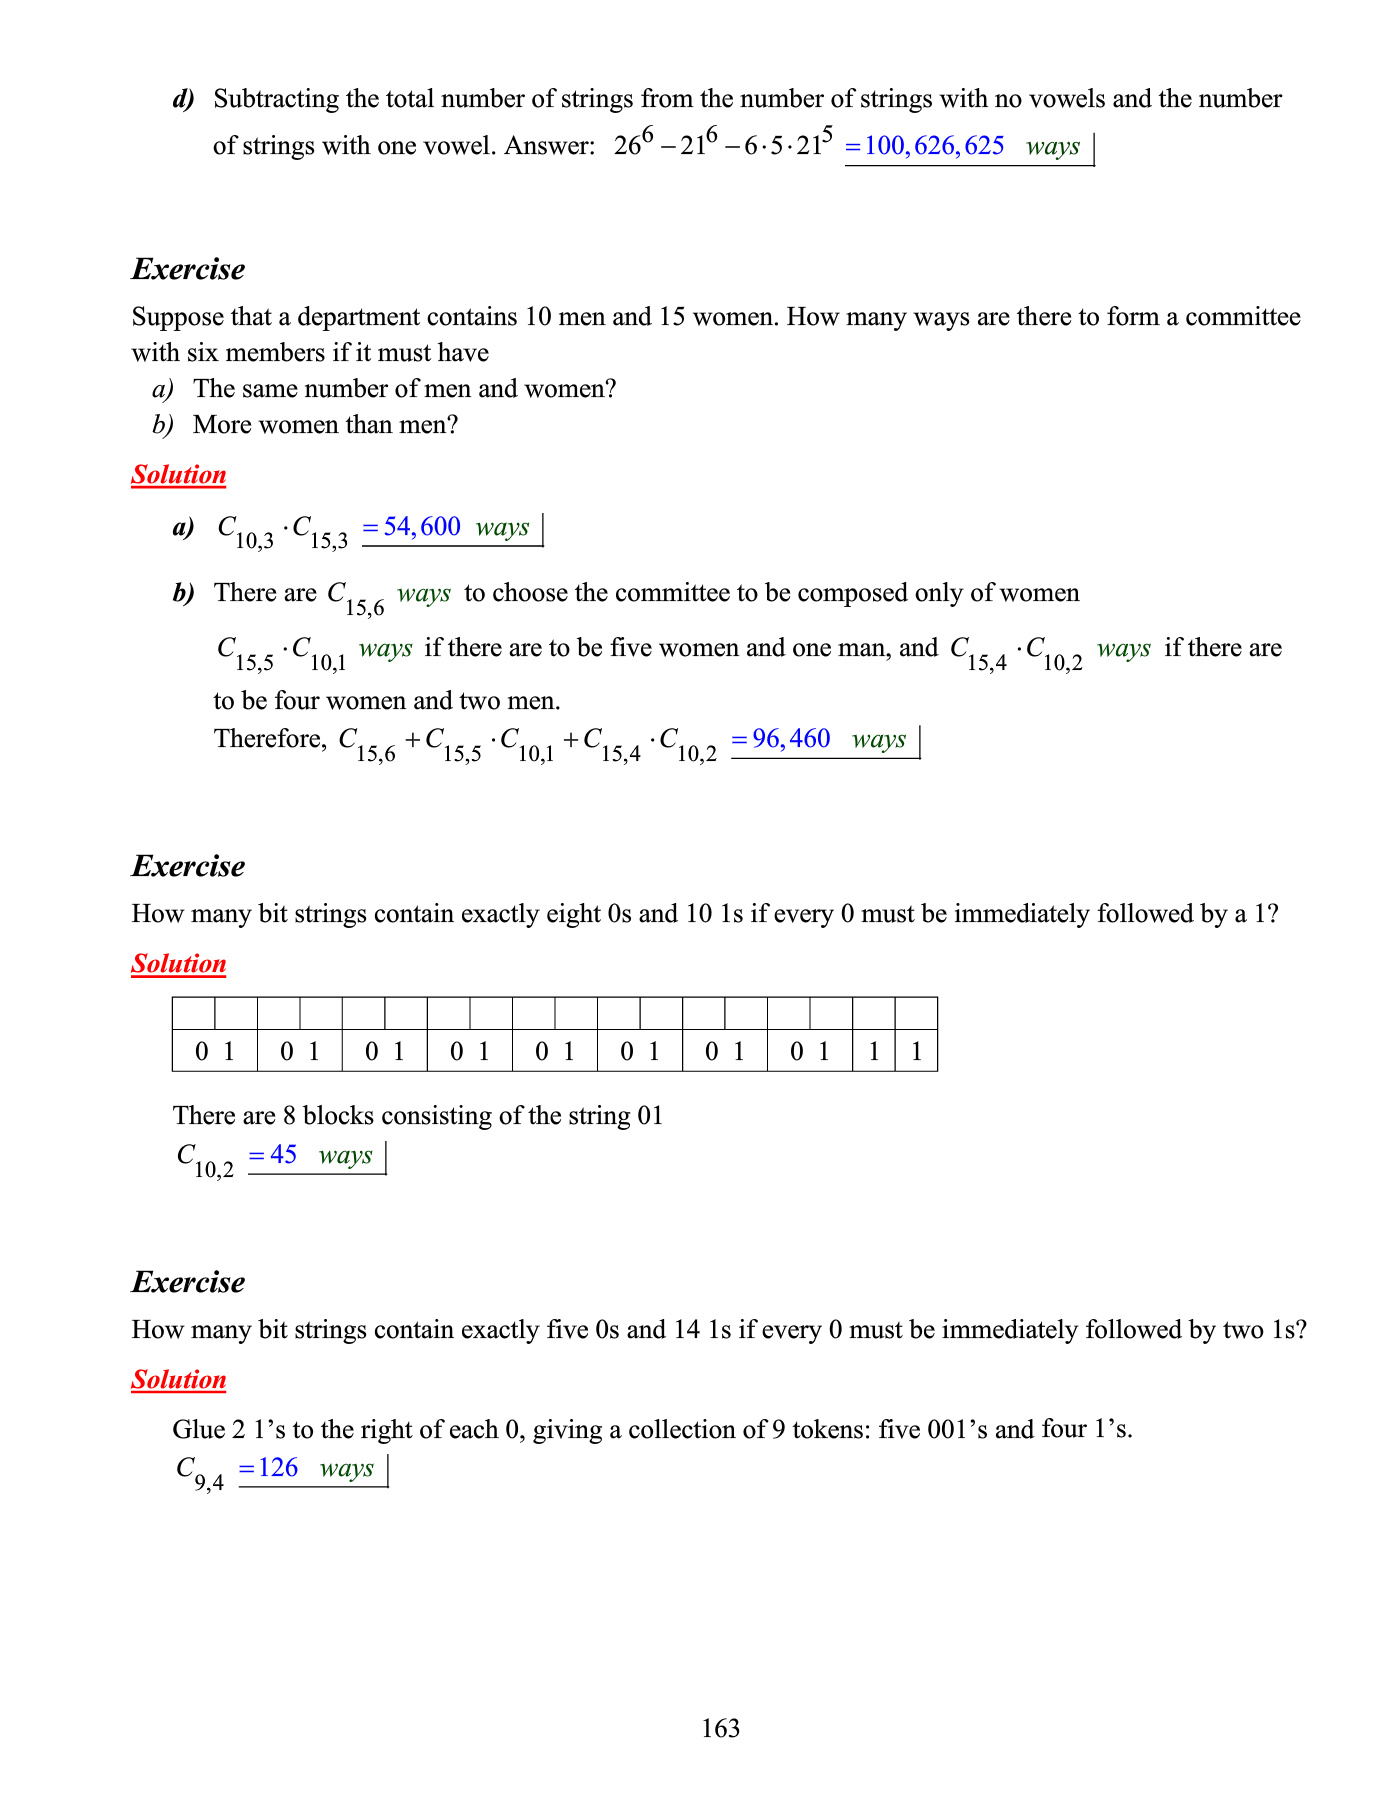 d) Subtracting the total number of strings from the number of strings with no vowels and the number
of strings with one vowel. Answer: 26^6 − 21^6 − 6·5·21^5 = 100,626,625 ways
Exercise
Suppose that a department contains 10 men and 15 women. How many ways are there to form a committee
with six members if it must have
a) The same number of men and women?
b) More women than men?
Solution
a) C_{10,3} · C_{15,3} = 54,600 ways
b) There are C_{15,6} ways to choose the committee to be composed only of women
C_{15,5} · C_{10,1} ways if there are to be five women and one man, and C_{15,4} · C_{10,2} ways if there are
to be four women and two men.
Therefore, C_{15,6} + C_{15,5} · C_{10,1} + C_{15,4} · C_{10,2} = 96,460 ways
Exercise
How many bit strings contain exactly eight 0s and 10 1s if every 0 must be immediately followed by a 1?
Solution
0 1 0 1 0 1 0 1 0 1 0 1 0 1 0 1 1 1
There are 8 blocks consisting of the string 01
C_{10,2} = 45 ways
Exercise
How many bit strings contain exactly five 0s and 14 1s if every 0 must be immediately followed by two 1s?
Solution
Glue 2 1’s to the right of each 0, giving a collection of 9 tokens: five 001’s and four 1’s.
C_{9,4} = 126 ways
163